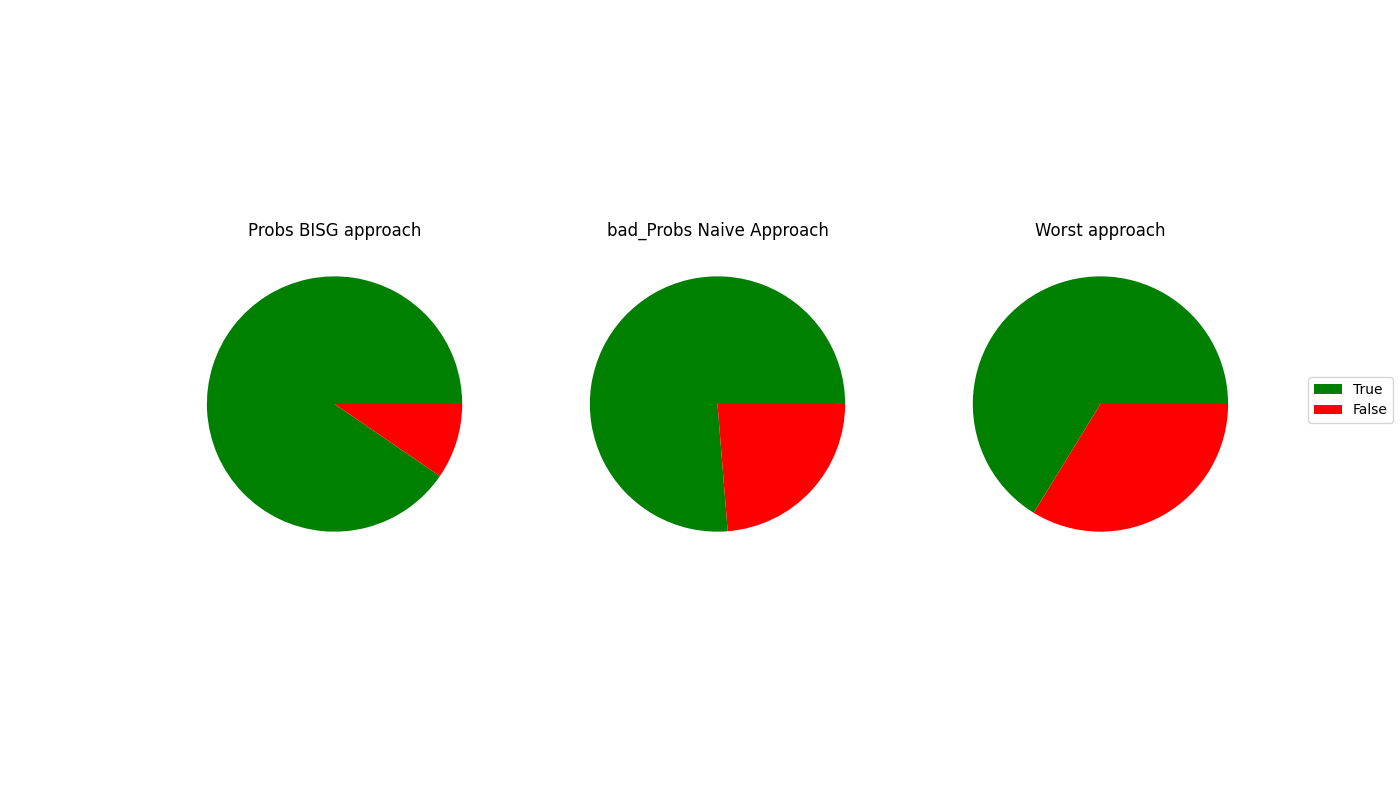 Probs BISG approach
bad_Probs Naive Approach
Worst approach
True
False